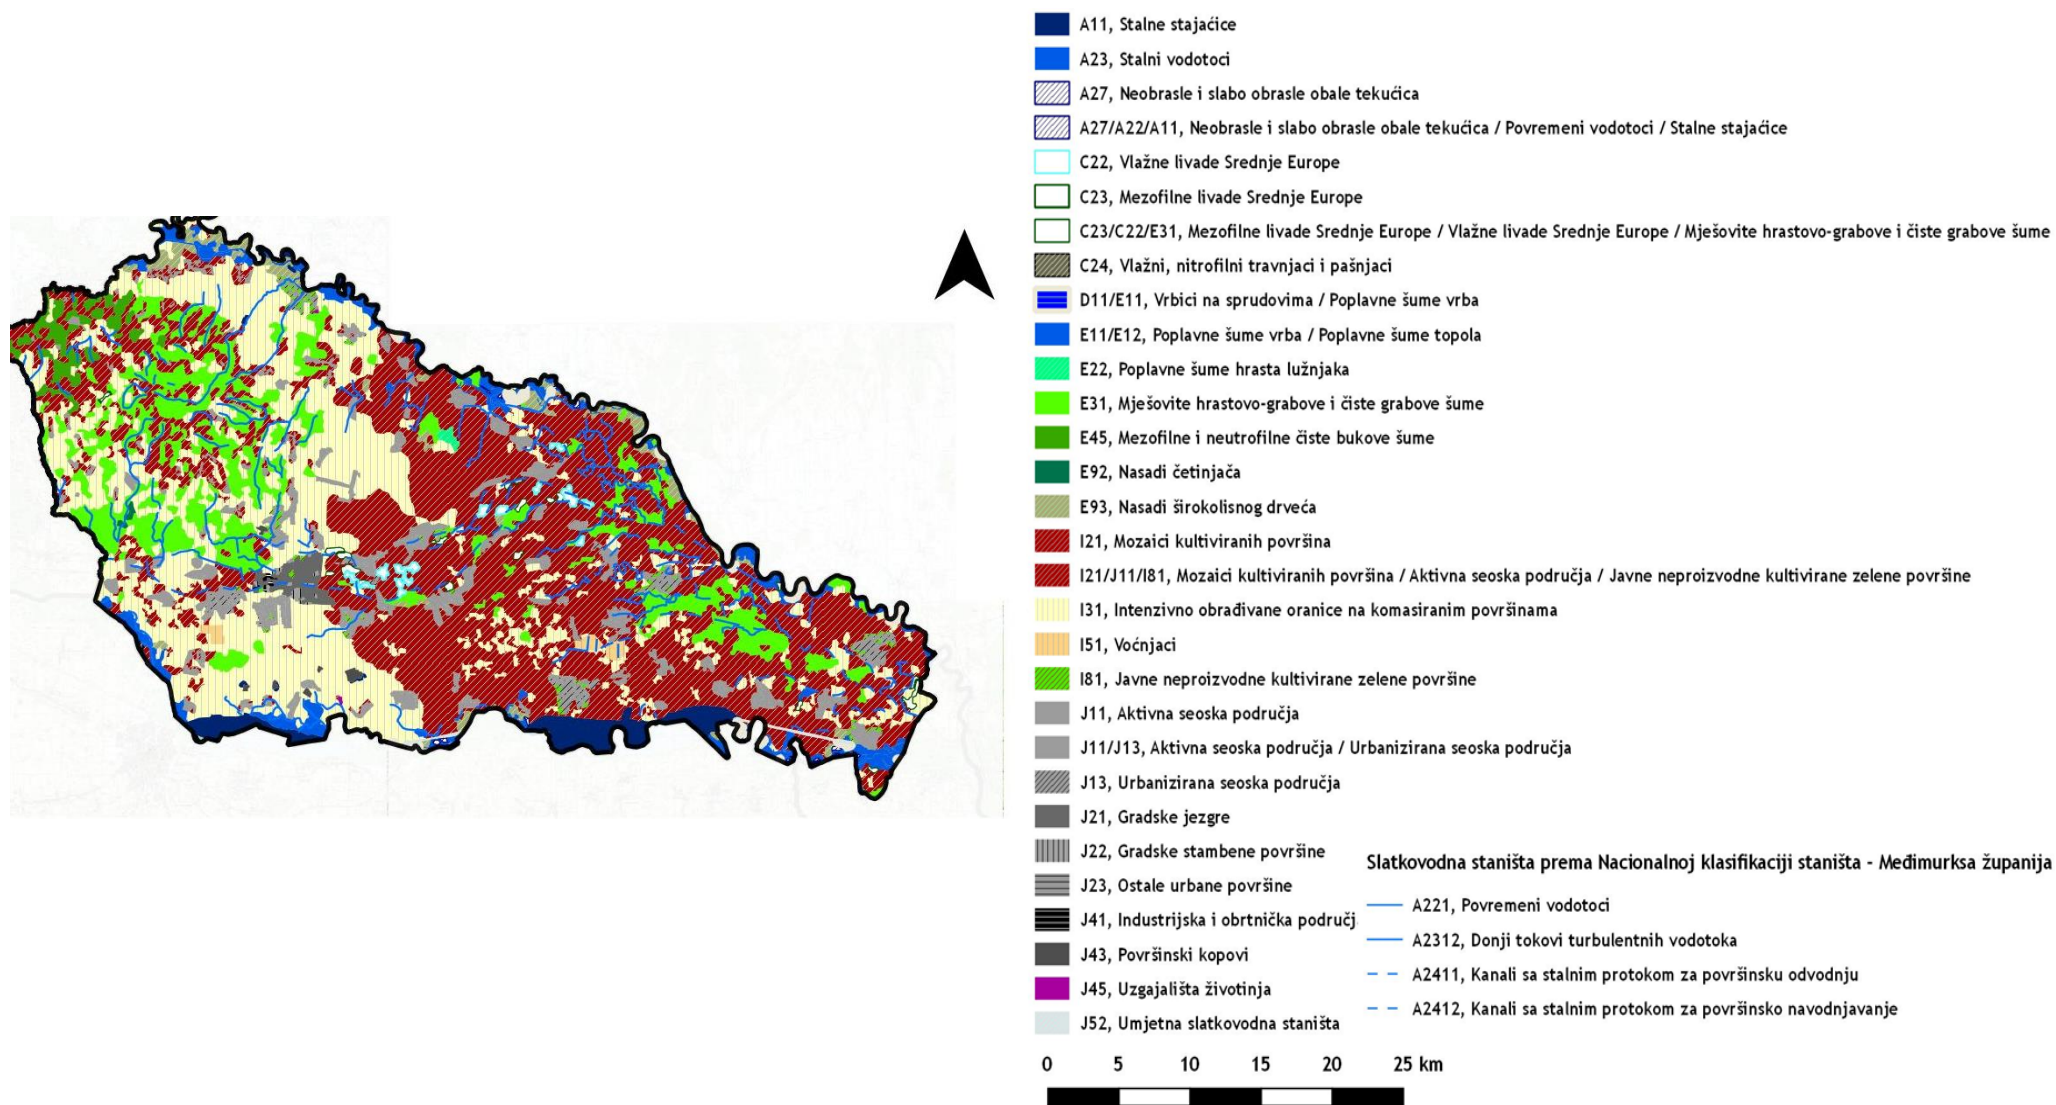 A11, Stalne stajaćice
A23, Stalni vodotoci
A27, Neobrasle i slabo obrasle obale tekućica
A27/A22/A11, Neobrasle i slabo obrasle obale tekućica / Povremeni vodotoci / Stalne stajaćice
C22, Vlažne livade Srednje Europe
C23, Mezofilne livade Srednje Europe
C23/C22/E31, Mezofilne livade Srednje Europe / Vlažne livade Srednje Europe / Mješovite hrastovo-grabove i čiste grabove šume
C24, Vlažni, nitrofilni travnjaci i pašnjaci
D11/E11, Vrbici na sprudovima / Poplavne šume vrba
E11/E12, Poplavne šume vrba / Poplavne šume topola
E22, Poplavne šume hrasta lužnjaka
E31, Mješovite hrastovo-grabove i čiste grabove šume
E45, Mezofilne i neutrofilne čiste bukove šume
E92, Nasadi četinjača
E93, Nasadi širokolisnog drveća
I21, Mozaici kultiviranih površina
I21/J11/I81, Mozaici kultiviranih površina / Aktivna seoska područja / Javne neproizvodne kultivirane zelene površine
I31, Intenzivno obrađivane oranice na komasiranim površinama
I51, Voćnjaci
I81, Javne neproizvodne kultivirane zelene površine
J11, Aktivna seoska područja
J11/J13, Aktivna seoska područja / Urbanizirana seoska područja
J13, Urbanizirana seoska područja
J21, Gradske jezgre
J22, Gradske stambene površine
J23, Ostale urbane površine
J41, Industrijska i obrtnička područj
J43, Površinski kopovi
J45, Uzgajališta životinja
J52, Umjetna slatkovodna staništa
Slatkovodna staništa prema Nacionalnoj klasifikaciji staništa - Međimurksa županija
A221, Povremeni vodotoci
A2312, Donji tokovi turbulentnih vodotoka
A2411, Kanali sa stalnim protokom za površinsku odvodnju
A2412, Kanali sa stalnim protokom za površinsko navodnjavanje
0 5 10 15 20 25 km